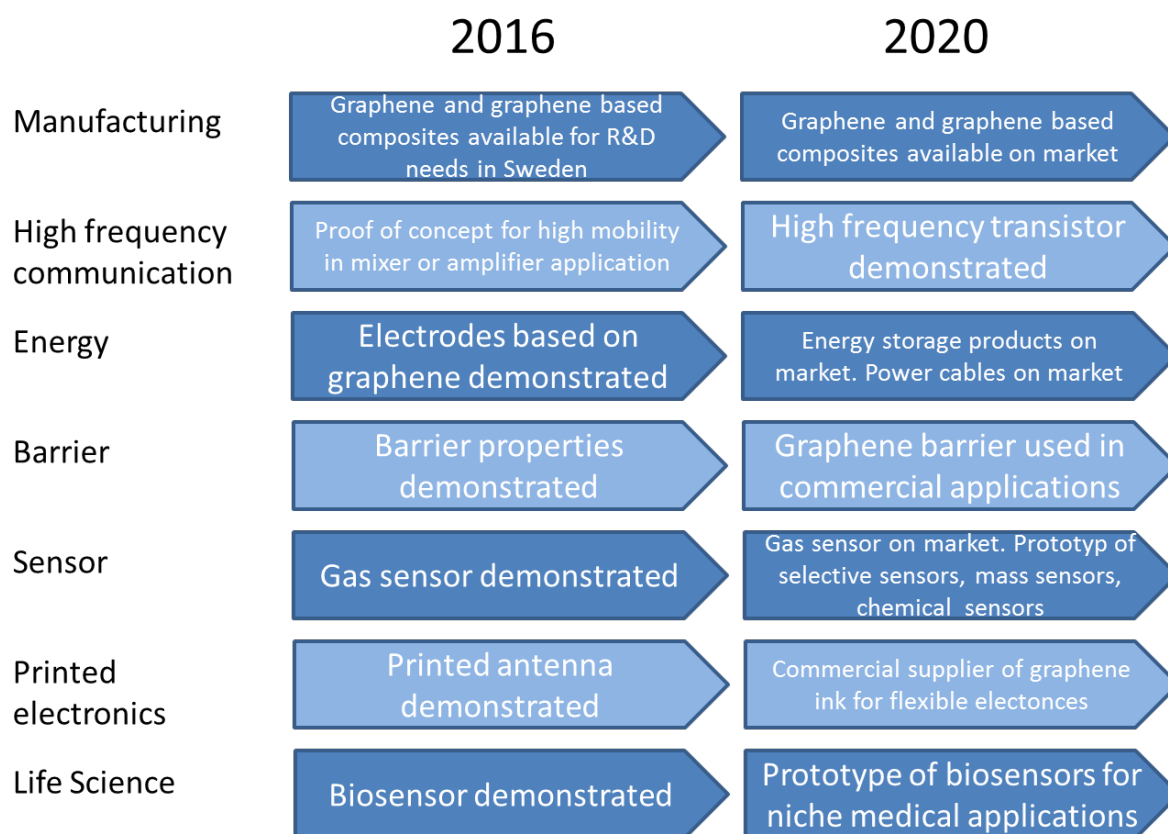 2016
2020
Manufacturing
Graphene and graphene based
composites available for R&D
needs in Sweden
Graphene and graphene based
composites available on market
High frequency
communication
Proof of concept for high mobility
in mixer or amplifier application
High frequency transistor
demonstrated
Energy
Electrodes based on
graphene demonstrated
Energy storage products on
market. Power cables on market
Barrier
Barrier properties
demonstrated
Graphene barrier used in
commercial applications
Sensor
Gas sensor demonstrated
Gas sensor on market. Prototyp of
selective sensors, mass sensors,
chemical  sensors
Printed
electronics
Printed antenna
demonstrated
Commercial supplier of graphene
ink for flexible electonces
Life Science
Biosensor demonstrated
Prototype of biosensors for
niche medical applications